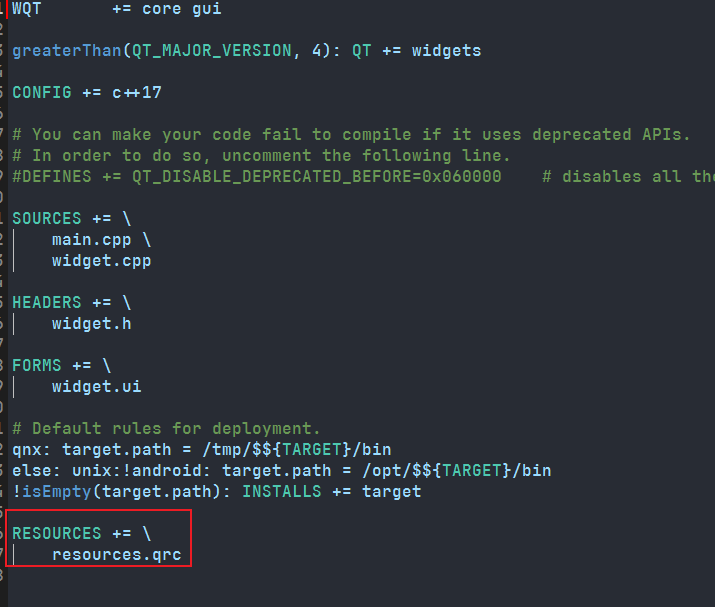 WQT       += core gui
greaterThan(QT_MAJOR_VERSION, 4): QT += widgets
CONFIG += c++17
# You can make your code fail to compile if it uses deprecated APIs.
# In order to do so, uncomment the following line.
#DEFINES += QT_DISABLE_DEPRECATED_BEFORE=0x060000    # disables all the
SOURCES += \
    main.cpp \
    widget.cpp
HEADERS += \
    widget.h
FORMS += \
    widget.ui
# Default rules for deployment.
qnx: target.path = /tmp/$${TARGET}/bin
else: unix:!android: target.path = /opt/$${TARGET}/bin
!isEmpty(target.path): INSTALLS += target
RESOURCES += \
    resources.qrc